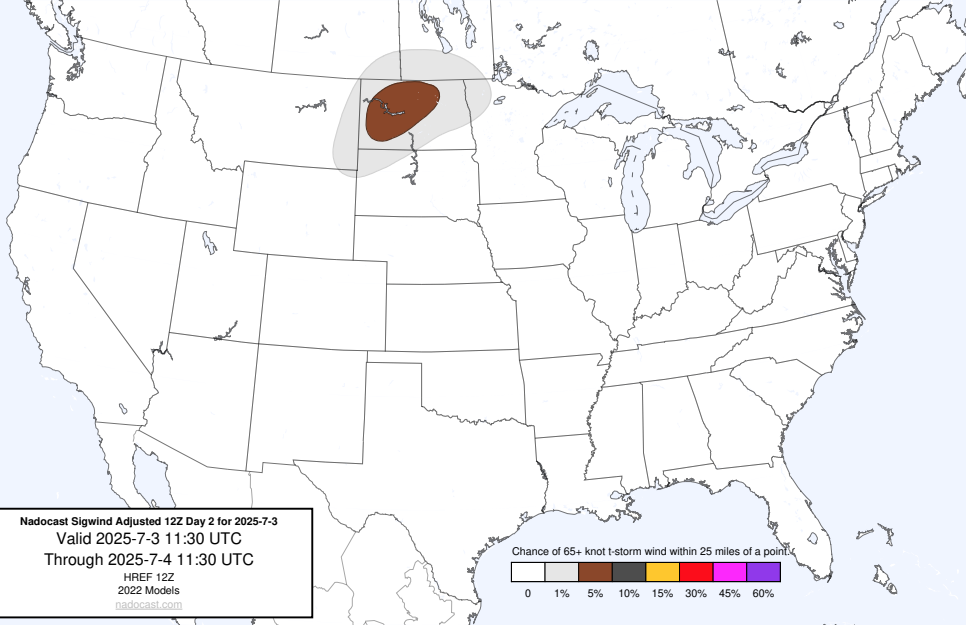 Nadocast Sigwind Adjusted 12Z Day 2 for 2025-7-3
Valid 2025-7-3 11:30 UTC
Through 2025-7-4 11:30 UTC
HREF 12Z
2022 Models
nadocast.com
Chance of 65+ knot t-storm wind within 25 miles of a point.
0 1% 5% 10% 15% 30% 45% 60%